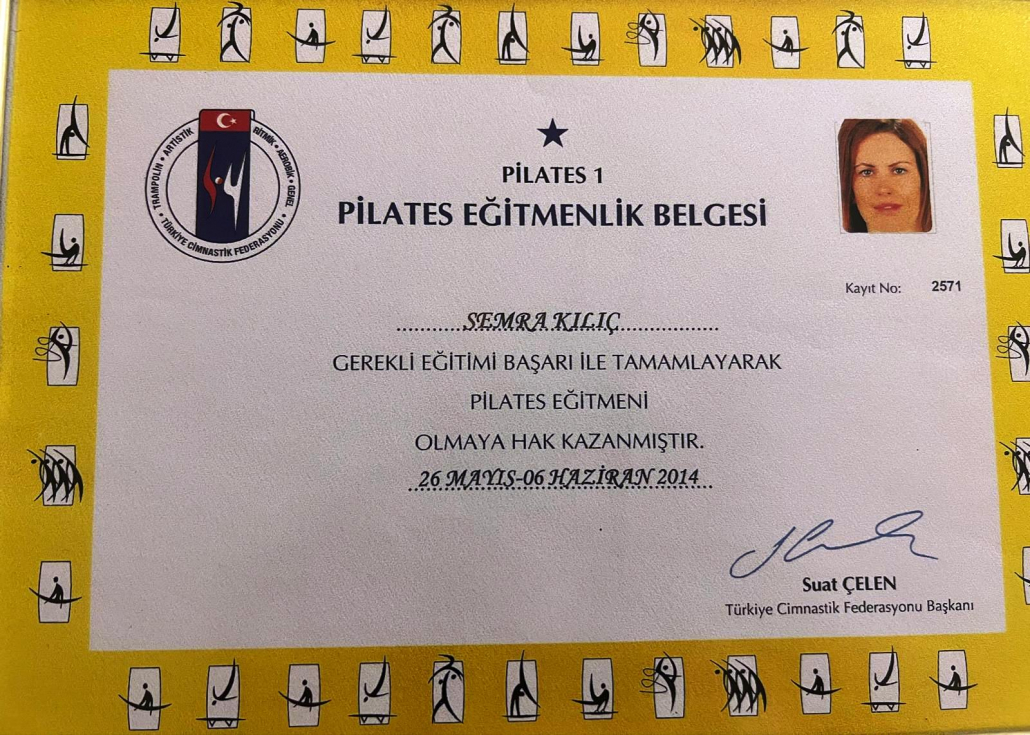 TRAMPOLİN • ARTİSTİK
RİTMİK • AEROBİK • GENEL
• TÜRKİYE CİMNASTİK FEDERASYONU •
PİLATES 1
PİLATES EĞİTMENLİK BELGESİ
Kayıt No: 2571
SEMRA KILIÇ
GEREKLİ EĞİTİMİ BAŞARI İLE TAMAMLAYARAK
PİLATES EĞİTMENİ
OLMAYA HAK KAZANMIŞTIR.
26 MAYIS-06 HAZİRAN 2014
Suat ÇELEN
Türkiye Cimnastik Federasyonu Başkanı